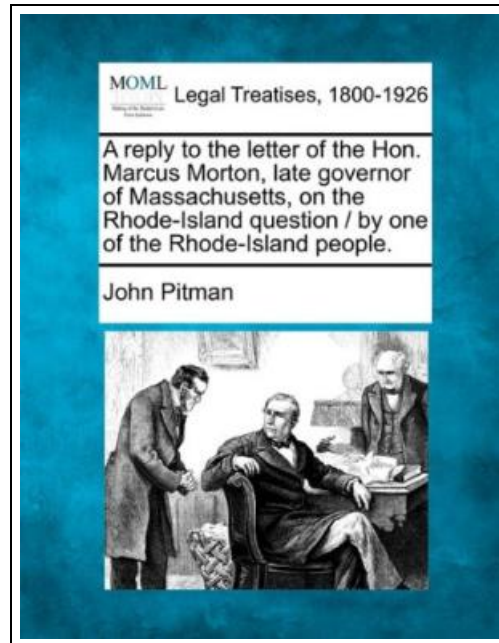 MOML
Legal Treatises, 1800-1926
A reply to the letter of the Hon.
Marcus Morton, late governor
of Massachusetts, on the
Rhode-Island question / by one
of the Rhode-Island people.
John Pitman